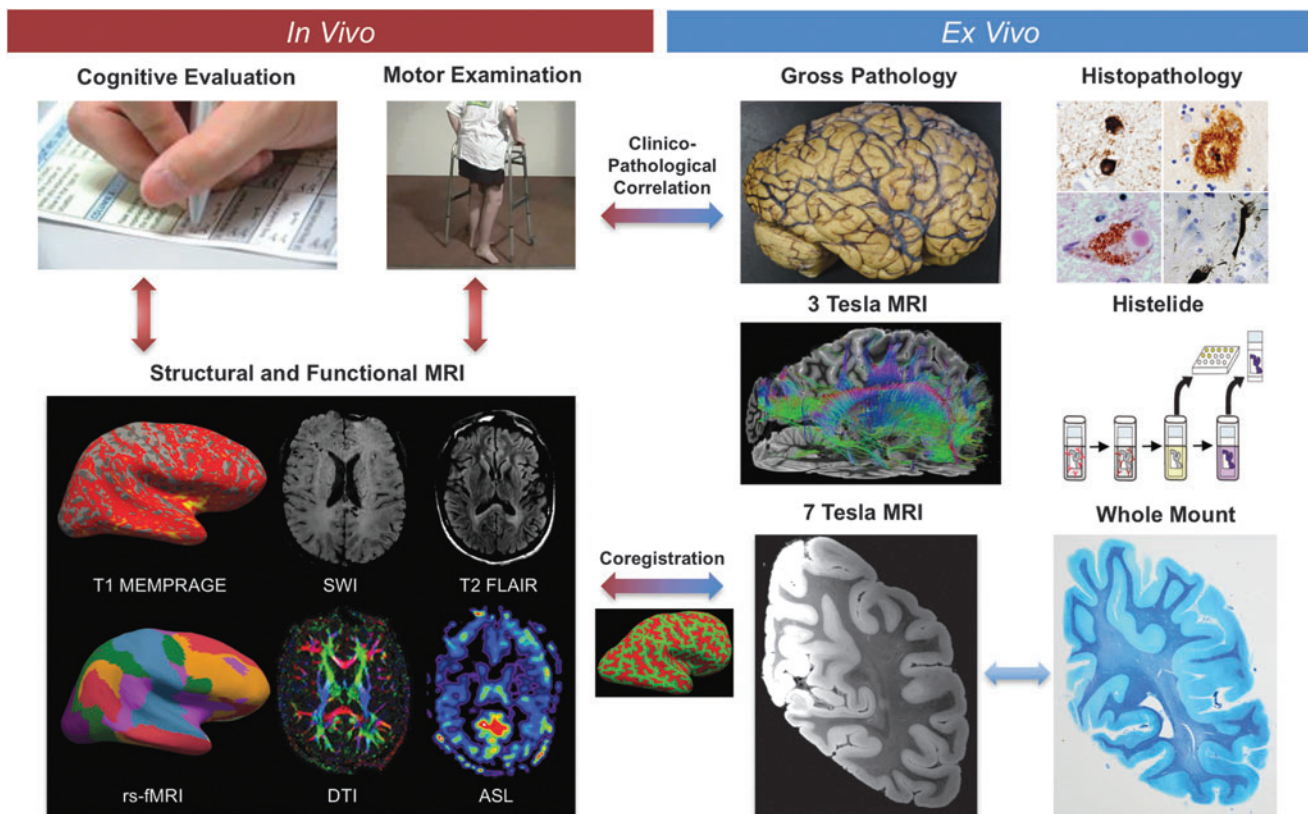 In Vivo
Ex Vivo
Cognitive Evaluation
Motor Examination
Gross Pathology
Histopathology
Clinico-
Pathological
Correlation
3 Tesla MRI
Histelide
Structural and Functional MRI
T1 MEMPRAGE
SWI
T2 FLAIR
Coregistration
7 Tesla MRI
Whole Mount
rs-fMRI
DTI
ASL